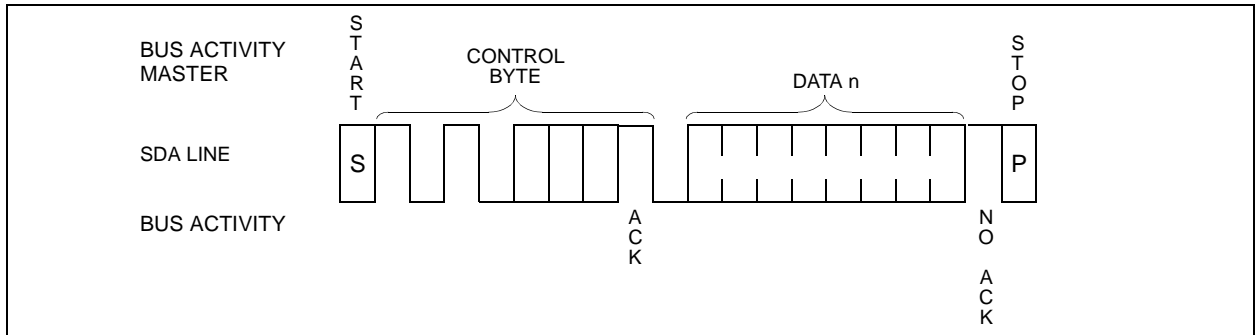 BUS ACTIVITY
MASTER
START
CONTROL
BYTE
DATA n
STOP
SDA LINE
S
P
BUS ACTIVITY
ACK
NO ACK